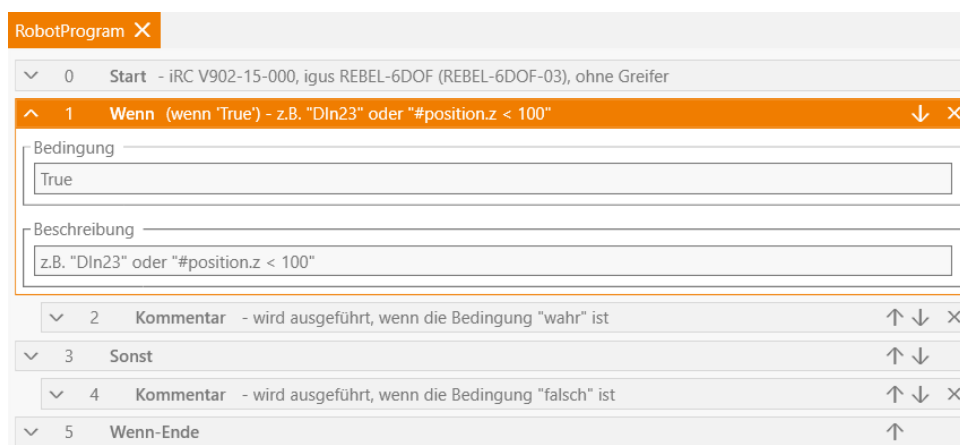 RobotProgram
0 Start - iRC V902-15-000, igus REBEL-6DOF (REBEL-6DOF-03), ohne Greifer
1 Wenn (wenn 'True') - z.B. "DIn23" oder "#position.z < 100"
Bedingung
True
Beschreibung
z.B. "DIn23" oder "#position.z < 100"
2 Kommentar - wird ausgeführt, wenn die Bedingung "wahr" ist
3 Sonst
4 Kommentar - wird ausgeführt, wenn die Bedingung "falsch" ist
5 Wenn-Ende